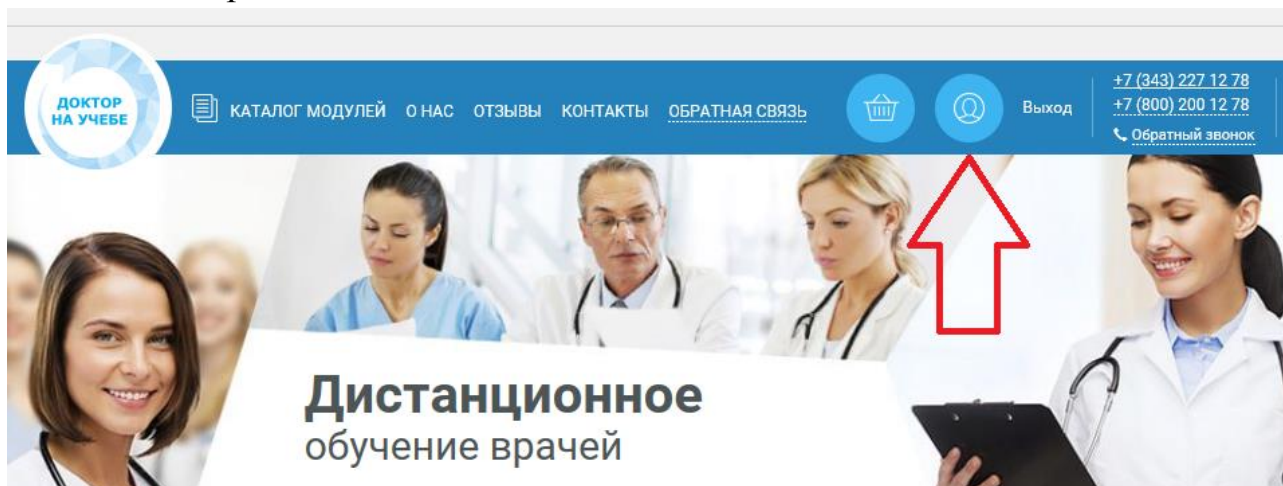 ДОКТОР
НА УЧЕБЕ
КАТАЛОГ МОДУЛЕЙ О НАС ОТЗЫВЫ КОНТАКТЫ ОБРАТНАЯ СВЯЗЬ
Выход
+7 (343) 227 12 78
+7 (800) 200 12 78
Обратный звонок
Дистанционное
обучение врачей